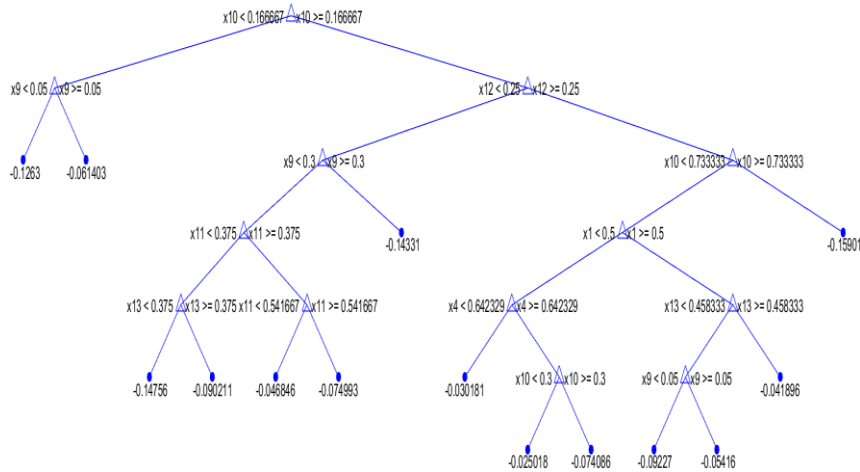 x10 < 0.166667 x10 >= 0.166667
x9 < 0.05 x9 >= 0.05 x12 < 0.25 x12 >= 0.25
-0.1263 -0.061403 x9 < 0.3 x9 >= 0.3 x10 < 0.733333 x10 >= 0.733333
x11 < 0.375 x11 >= 0.375 -0.14331 x1 < 0.5 x1 >= 0.5 -0.15901
x13 < 0.375 x13 >= 0.375 x11 < 0.541667 x11 >= 0.541667 x4 < 0.642329 x4 >= 0.642329 x13 < 0.458333 x13 >= 0.458333
-0.14756 -0.090211 -0.046846 -0.074993 -0.030181 x10 < 0.3 x10 >= 0.3 x9 < 0.05 x9 >= 0.05 -0.041896
-0.025018 -0.074086 -0.09227 -0.05416